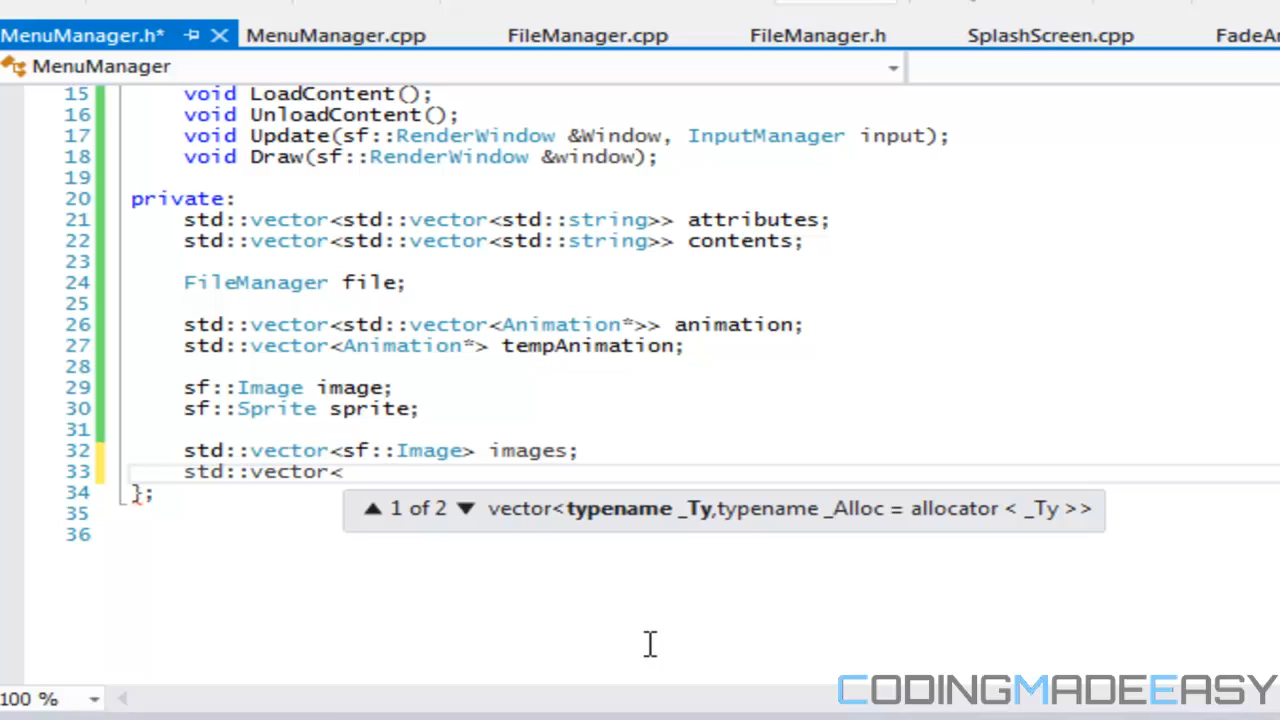 MenuManager.h* MenuManager.cpp FileManager.cpp FileManager.h SplashScreen.cpp FadeAn
MenuManager
15 void LoadContent();
16 void UnloadContent();
17 void Update(sf::RenderWindow &Window, InputManager input);
18 void Draw(sf::RenderWindow &window);
19
20 private:
21 std::vector<std::vector<std::string>> attributes;
22 std::vector<std::vector<std::string>> contents;
23
24 FileManager file;
25
26 std::vector<std::vector<Animation*>> animation;
27 std::vector<Animation*> tempAnimation;
28
29 sf::Image image;
30 sf::Sprite sprite;
31
32 std::vector<sf::Image> images;
33 std::vector<
34 };
▲ 1 of 2 ▼ vector<typename _Ty,typename _Alloc = allocator < _Ty >>
35
36
100 %
CODINGMADEEASY